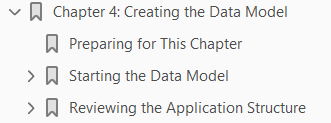 Chapter 4: Creating the Data Model
Preparing for This Chapter
Starting the Data Model
Reviewing the Application Structure